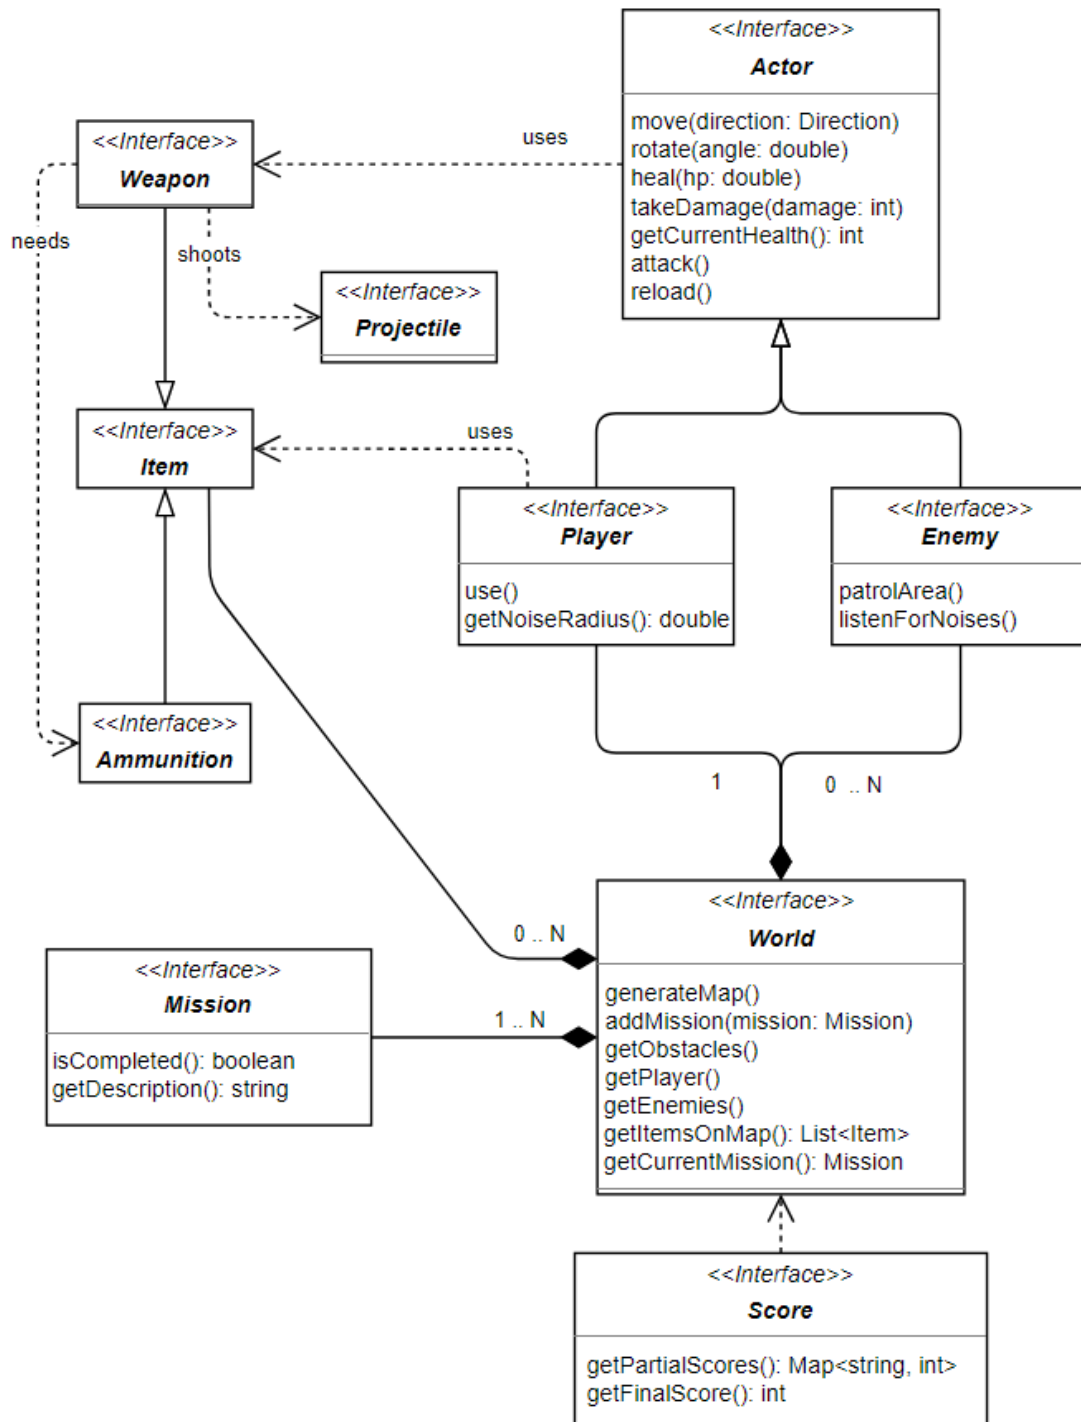 <<Interface>>
Actor
move(direction: Direction)
rotate(angle: double)
heal(hp: double)
takeDamage(damage: int)
getCurrentHealth(): int
attack()
reload()
<<Interface>>
Weapon
uses
needs
shoots
<<Interface>>
Projectile
<<Interface>>
Item
uses
<<Interface>>
Player
use()
getNoiseRadius(): double
<<Interface>>
Enemy
patrolArea()
listenForNoises()
<<Interface>>
Ammunition
1
0 .. N
<<Interface>>
World
generateMap()
addMission(mission: Mission)
getObstacles()
getPlayer()
getEnemies()
getItemsOnMap(): List<Item>
getCurrentMission(): Mission
0 .. N
1 .. N
<<Interface>>
Mission
isCompleted(): boolean
getDescription(): string
<<Interface>>
Score
getPartialScores(): Map<string, int>
getFinalScore(): int